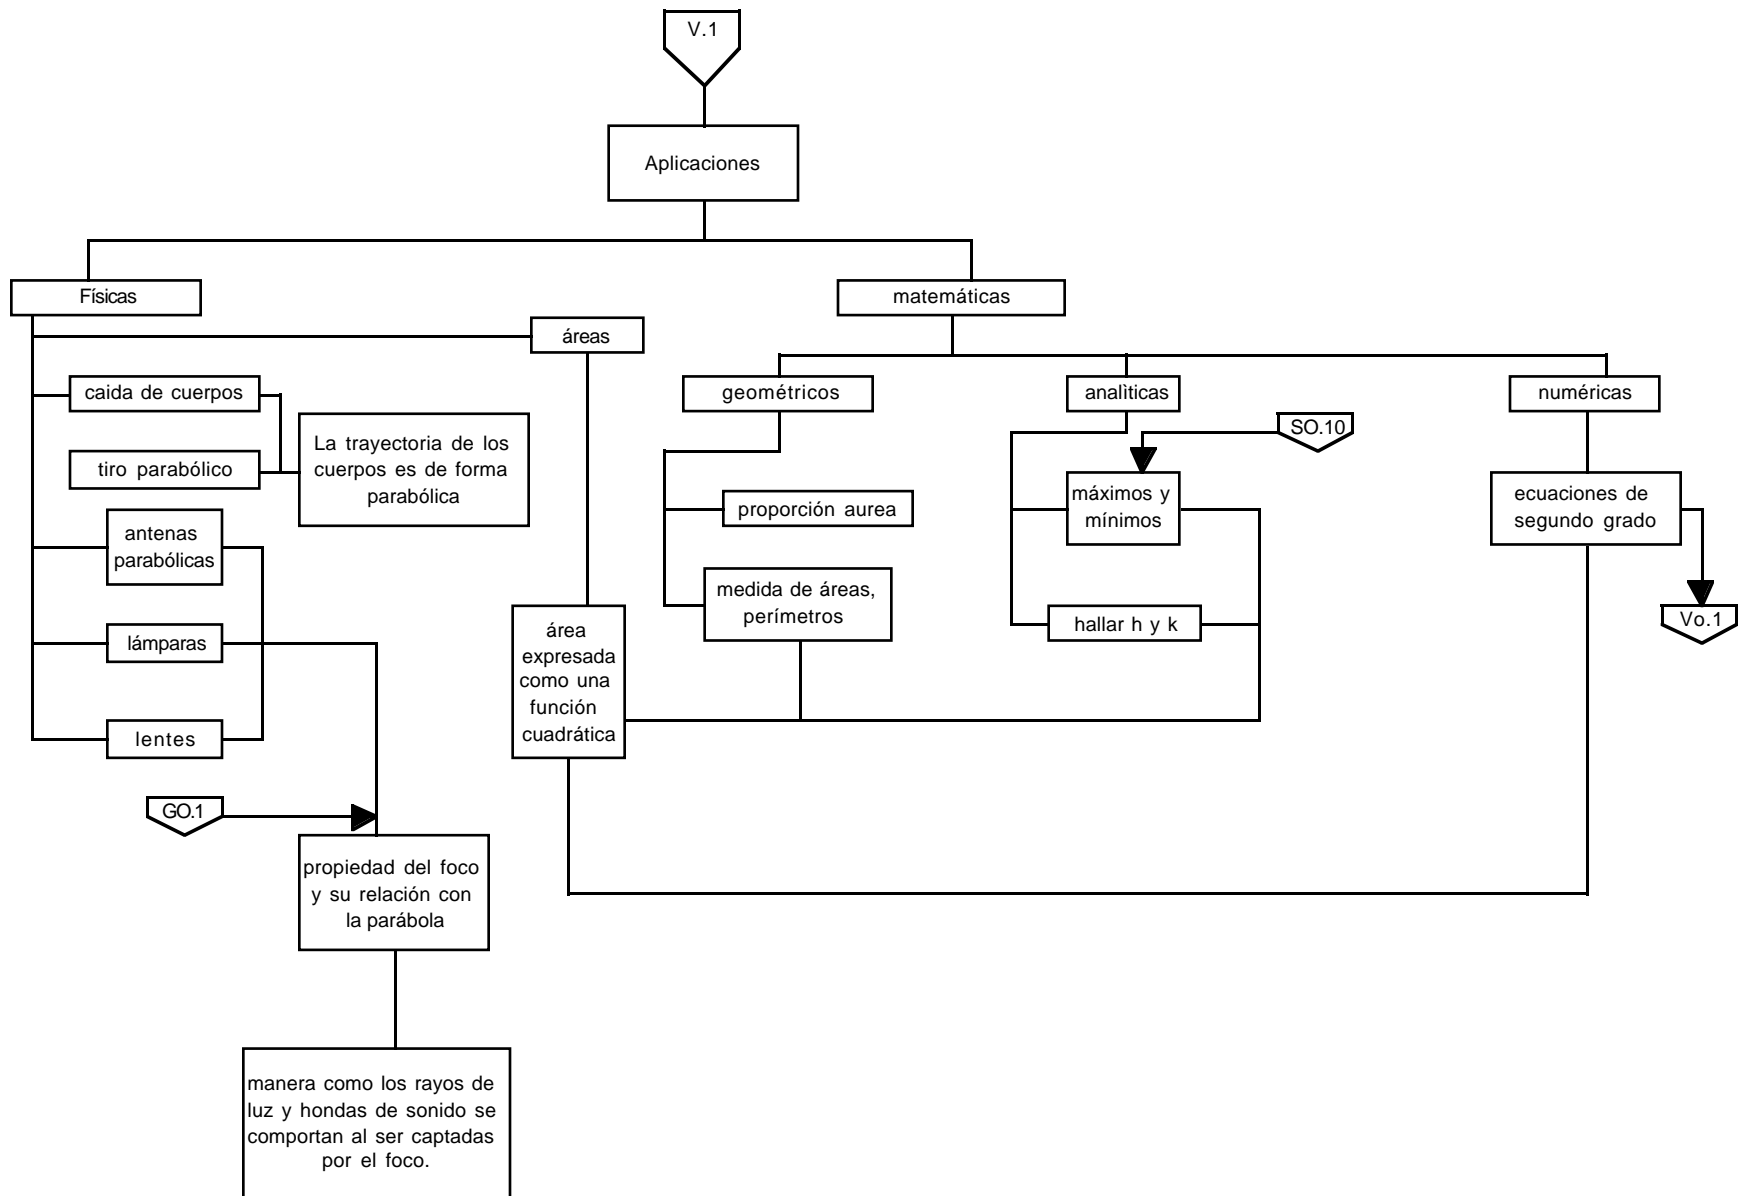 V.1
Aplicaciones
Físicas
matemáticas
áreas
caida de cuerpos
geométricos
analìticas
numéricas
SO.10
La trayectoria de los
cuerpos es de forma
parabólica
tiro parabólico
máximos y
mínimos
ecuaciones de
segundo grado
proporción aurea
antenas
parabólicas
medida de áreas,
perímetros
hallar h y k
Vo.1
lámparas
área
expresada
como una
función
cuadrática
lentes
GO.1
propiedad del foco
y su relación con
la parábola
manera como los rayos de
luz y hondas de sonido se
comportan al ser captadas
por el foco.